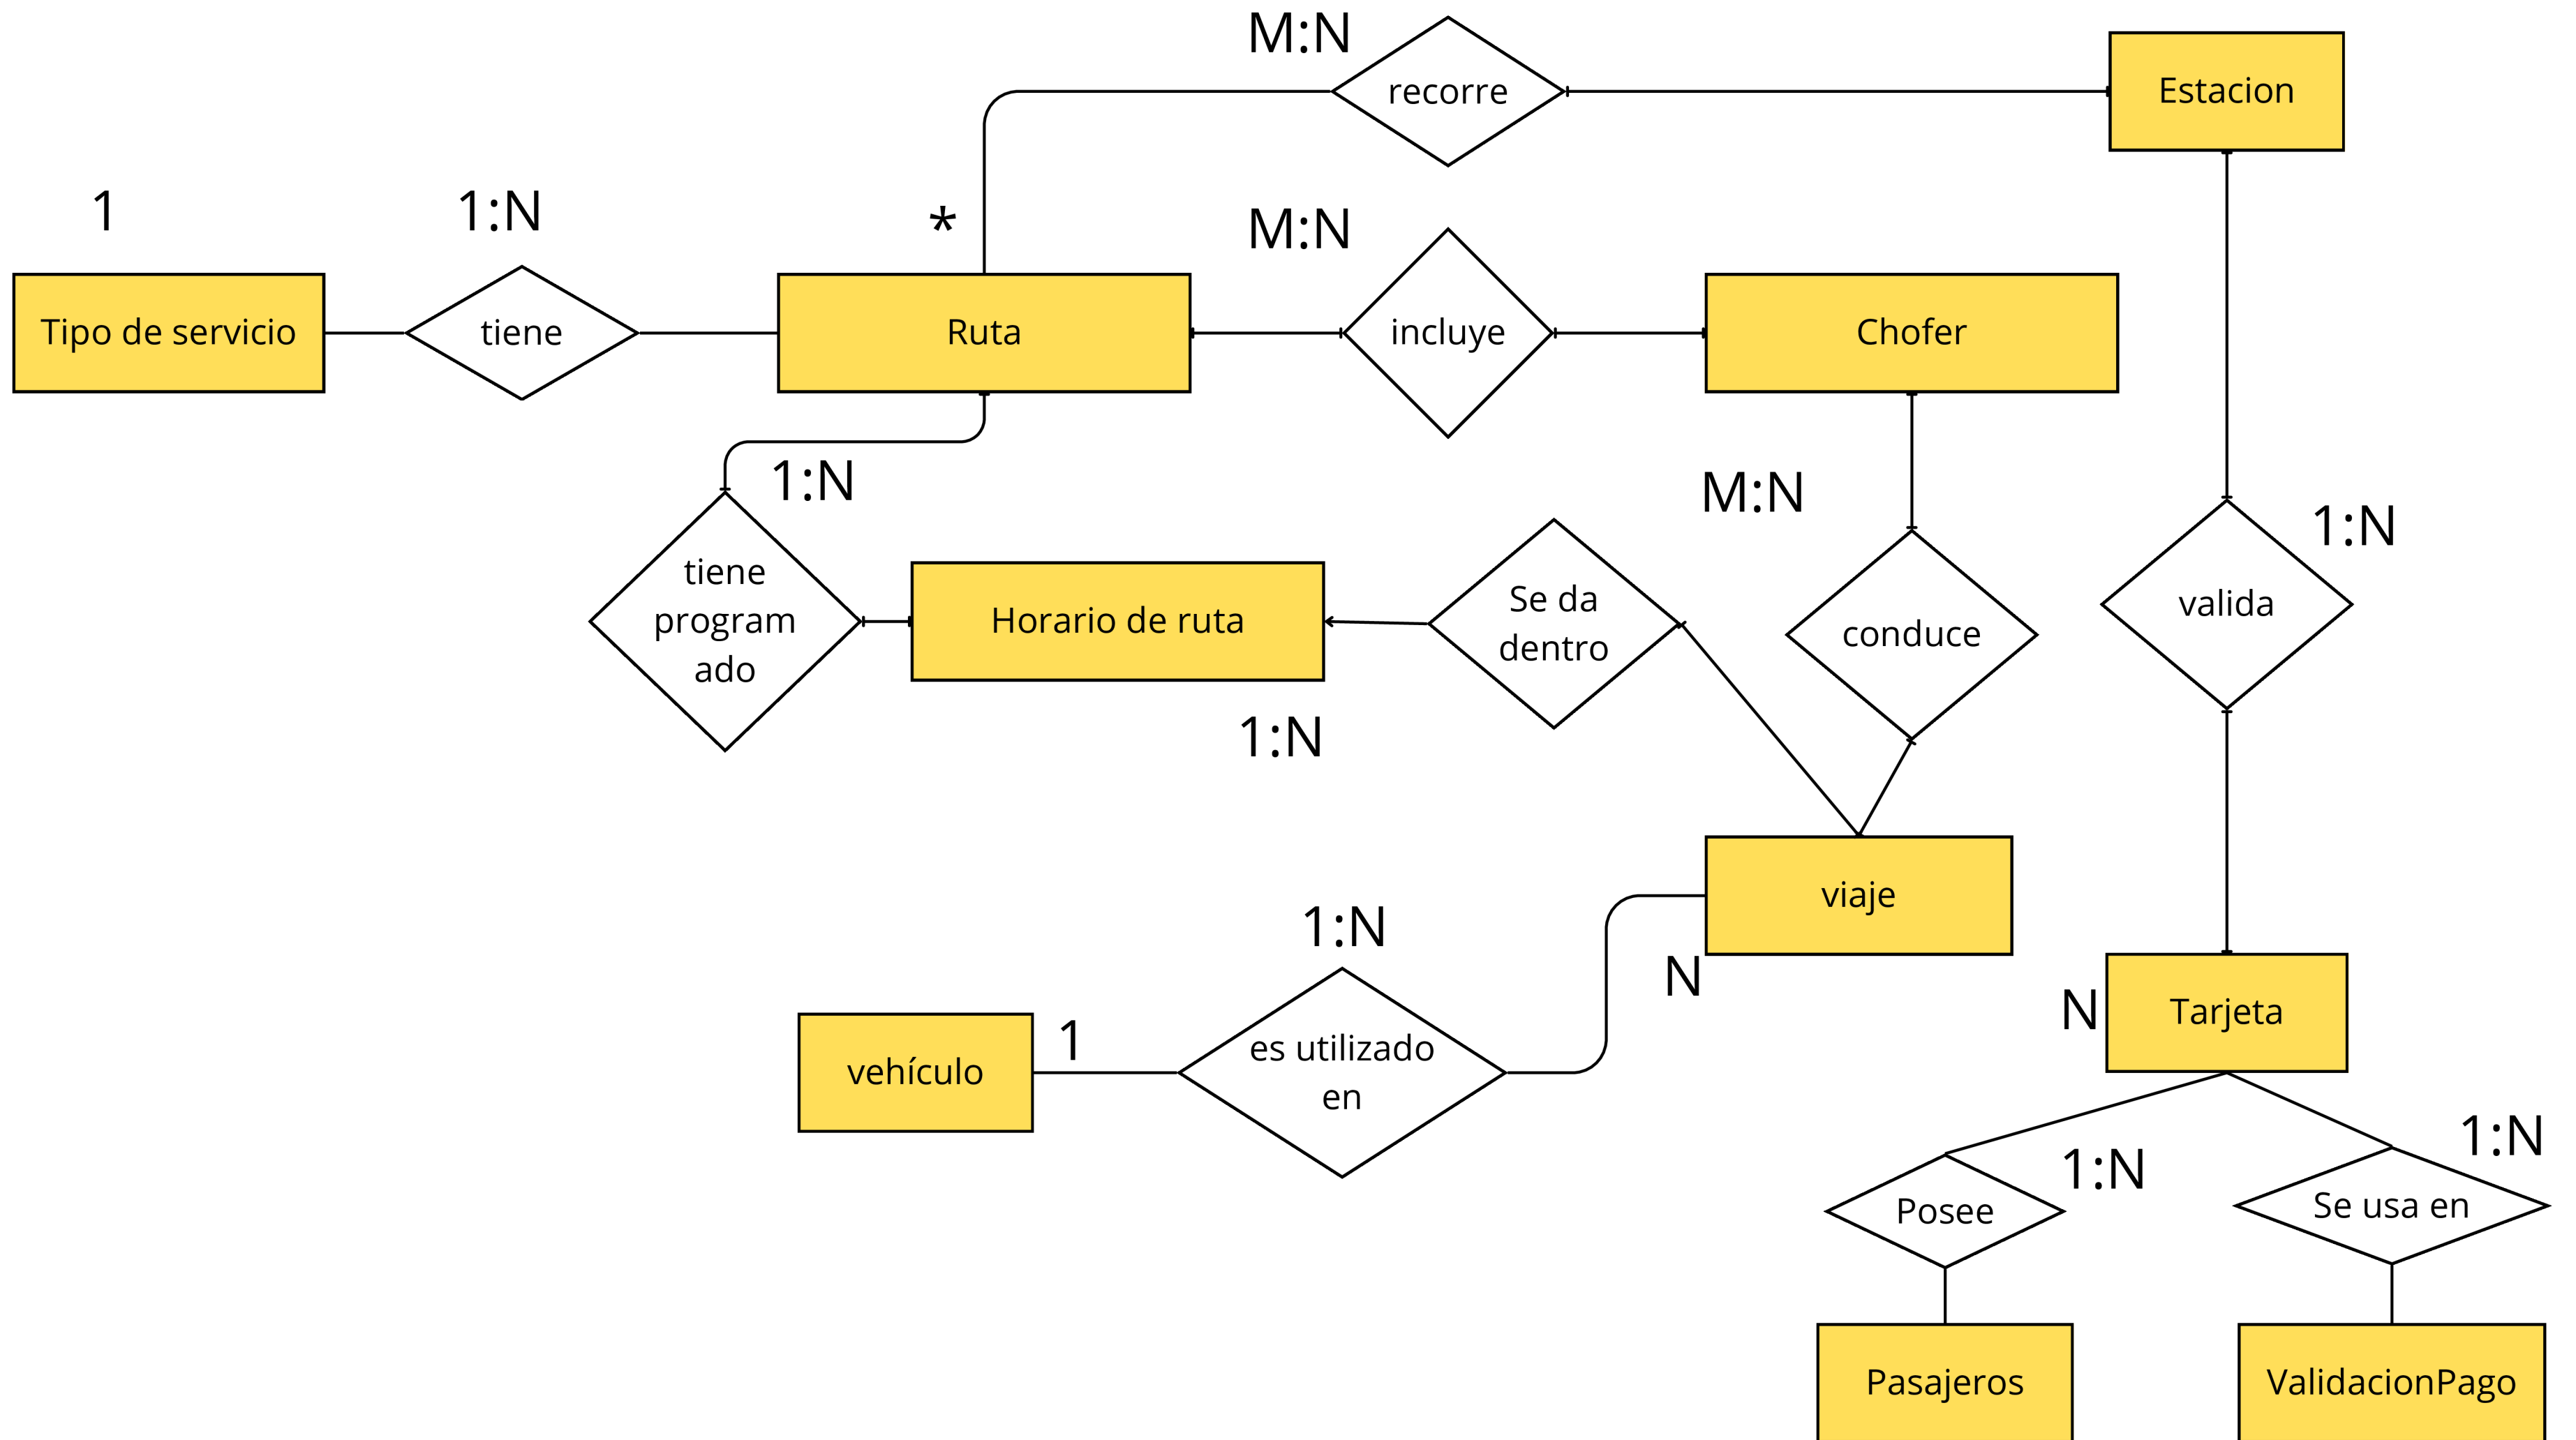 M:N
recorre
Estacion
1
1:N
*
M:N
Tipo de servicio
tiene
Ruta
incluye
Chofer
1:N
M:N
1:N
tiene
program
ado
Horario de ruta
Se da
dentro
conduce
valida
1:N
viaje
1:N
N
N
Tarjeta
vehículo
1
es utilizado
en
1:N
1:N
Posee
Se usa en
Pasajeros
ValidacionPago